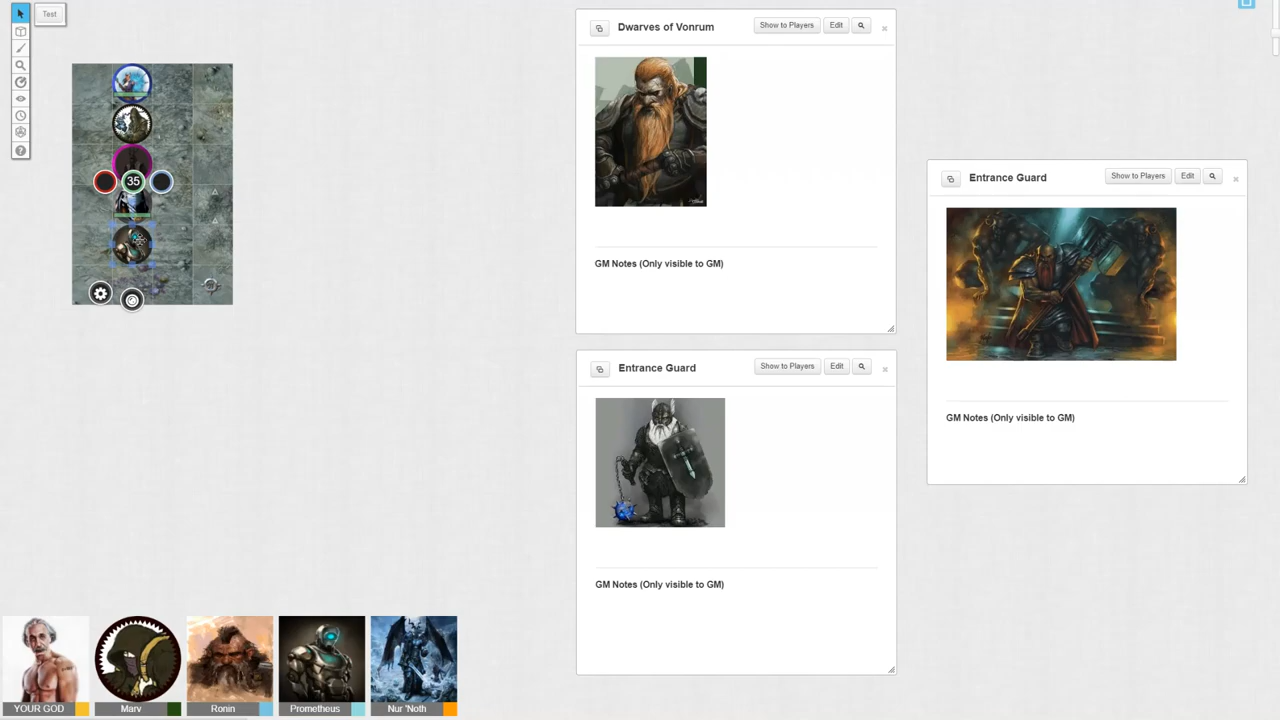 Test
35
Dwarves of Vonrum
Show to Players
Edit
GM Notes (Only visible to GM)
Entrance Guard
Show to Players
Edit
GM Notes (Only visible to GM)
Entrance Guard
Show to Players
Edit
GM Notes (Only visible to GM)
YOUR GOD
Marv
Ronin
Prometheus
Nur 'Noth